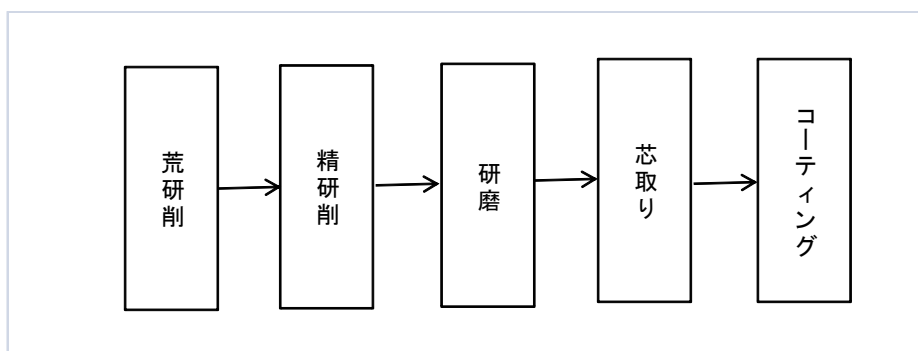 荒研削
精研削
研磨
芯取り
コーティング